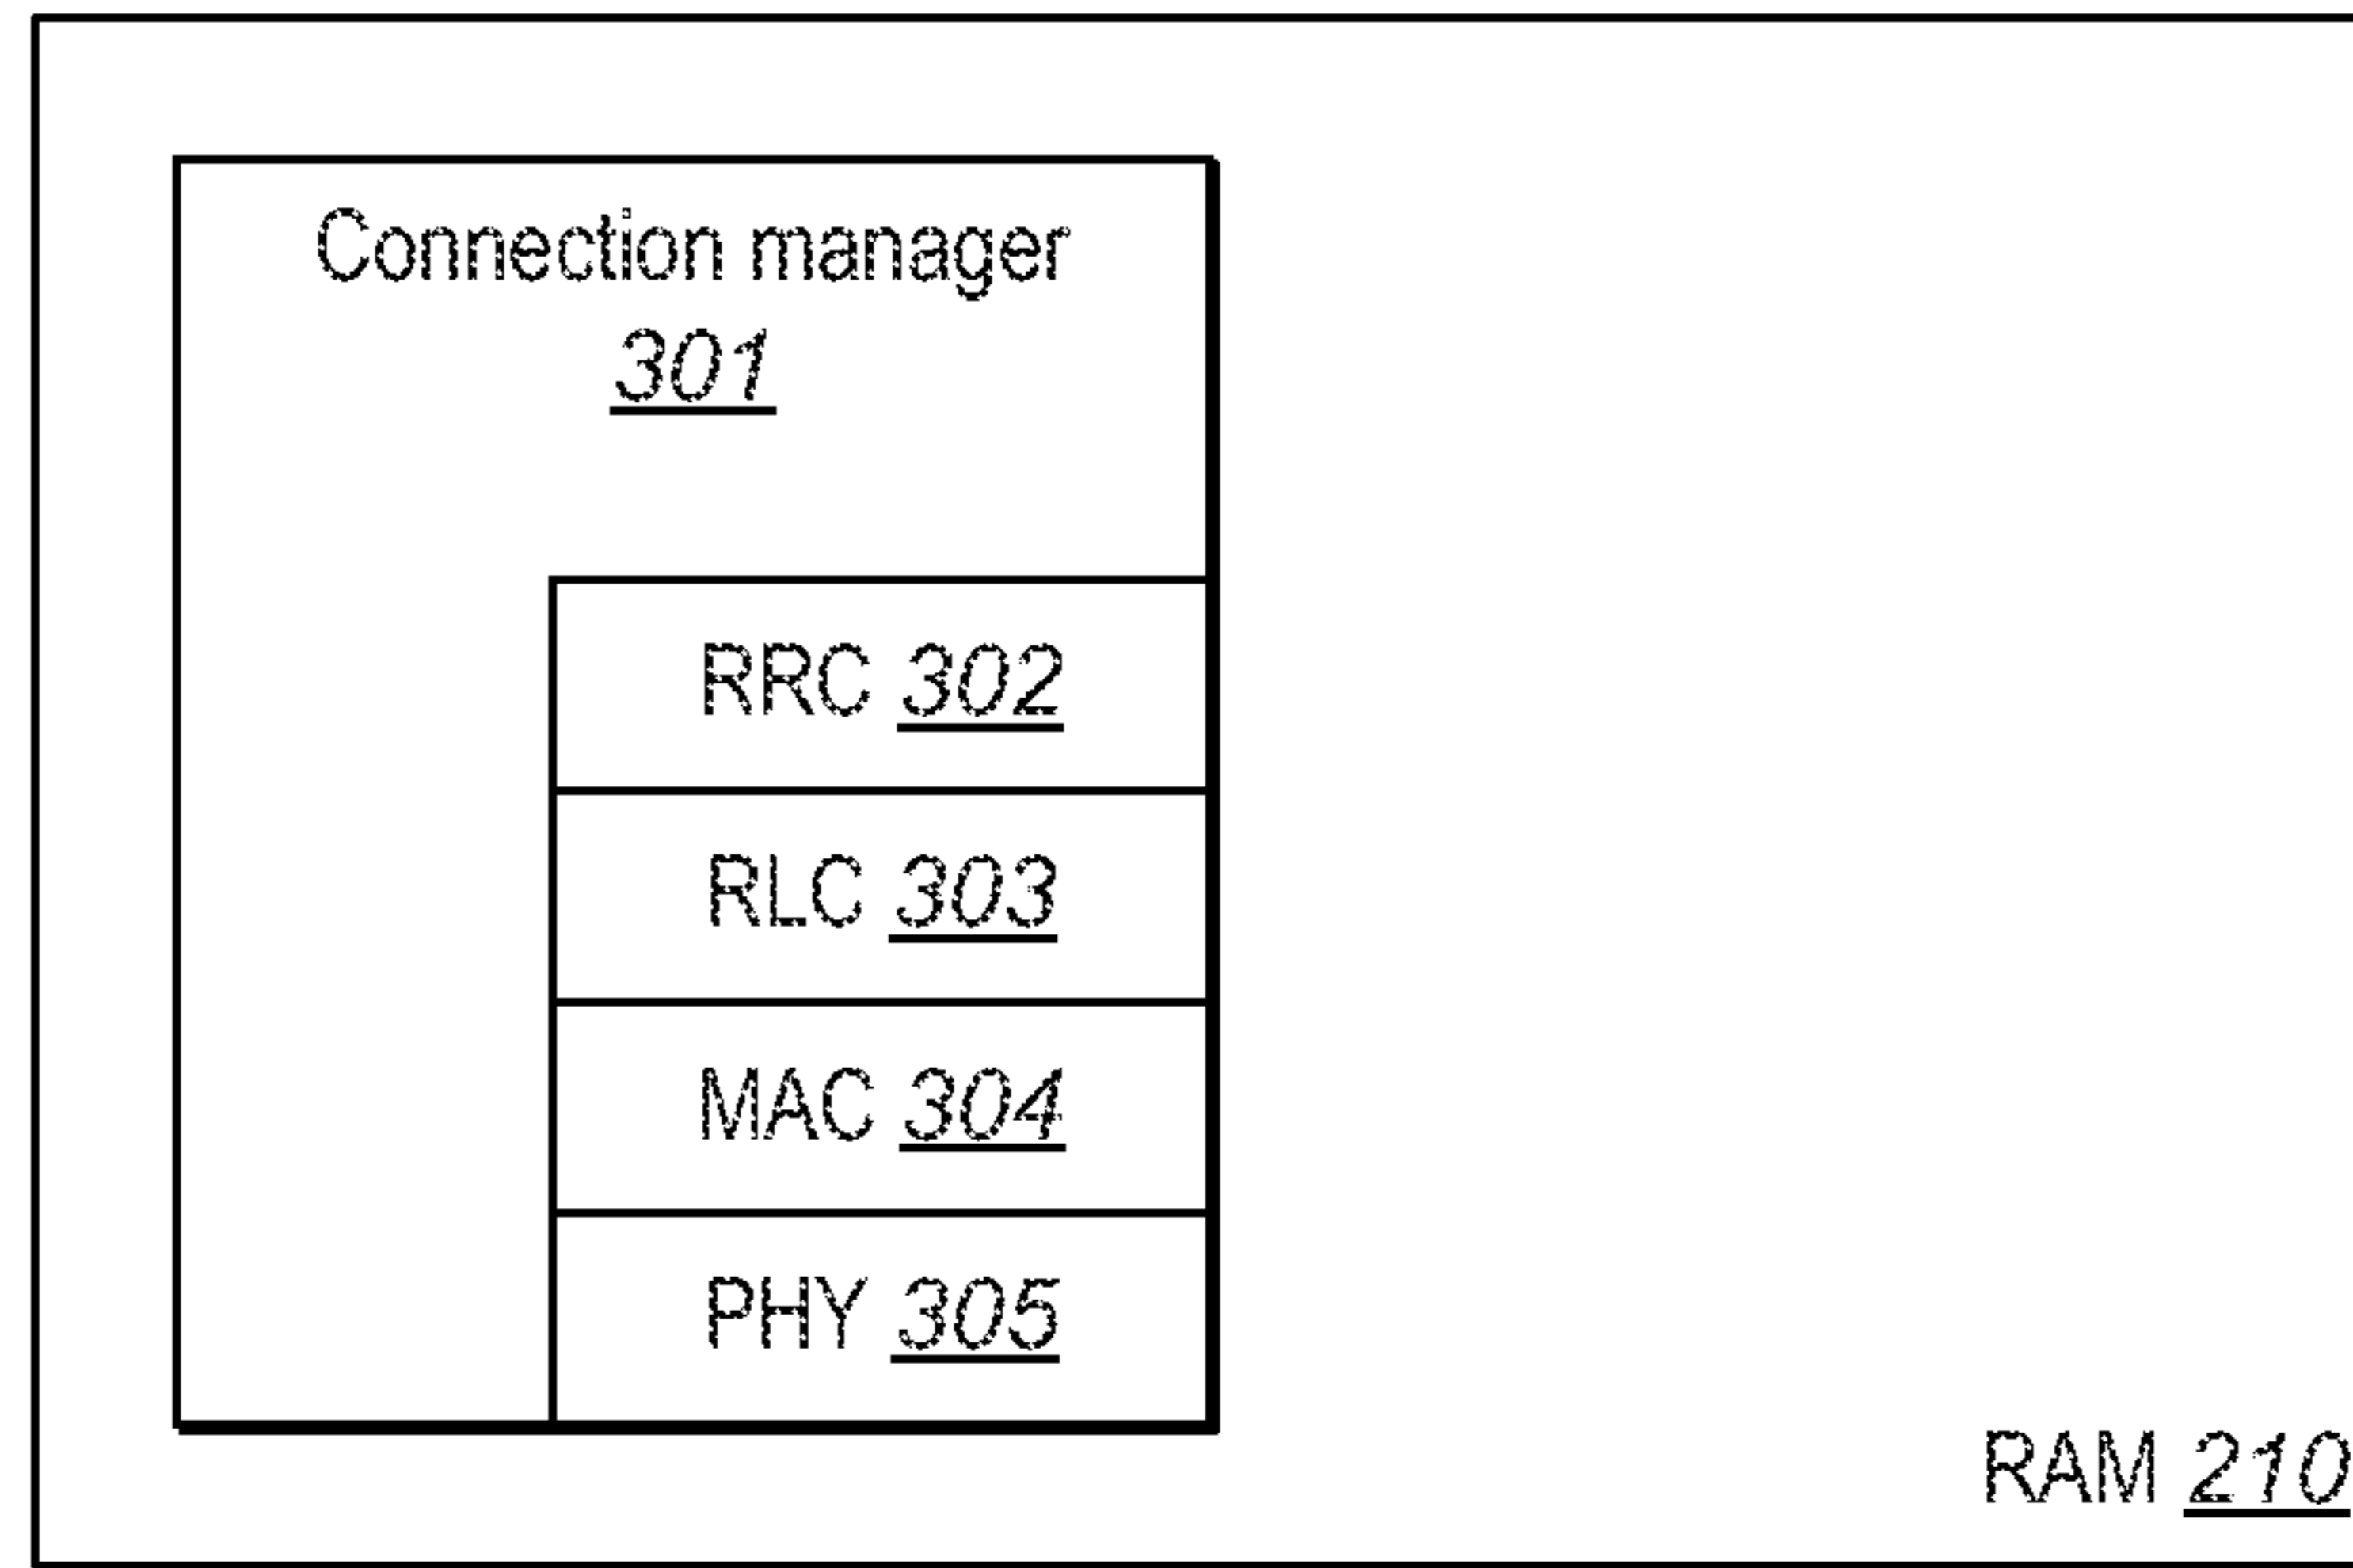 Connection manager
301
RRC 302
RLC 303
MAC 304
PHY 305
RAM 210